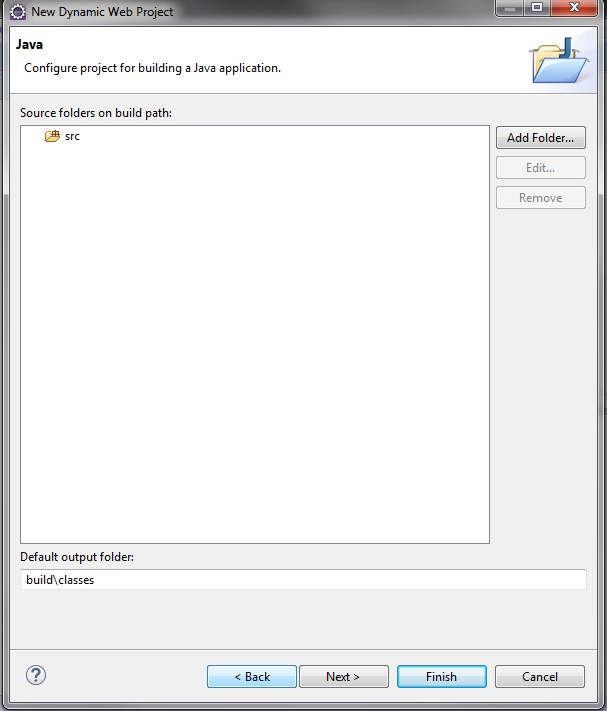 New Dynamic Web Project
Java
Configure project for building a Java application.
Source folders on build path:
src
Add Folder...
Edit...
Remove
Default output folder:
build\classes
?
< Back
Next >
Finish
Cancel